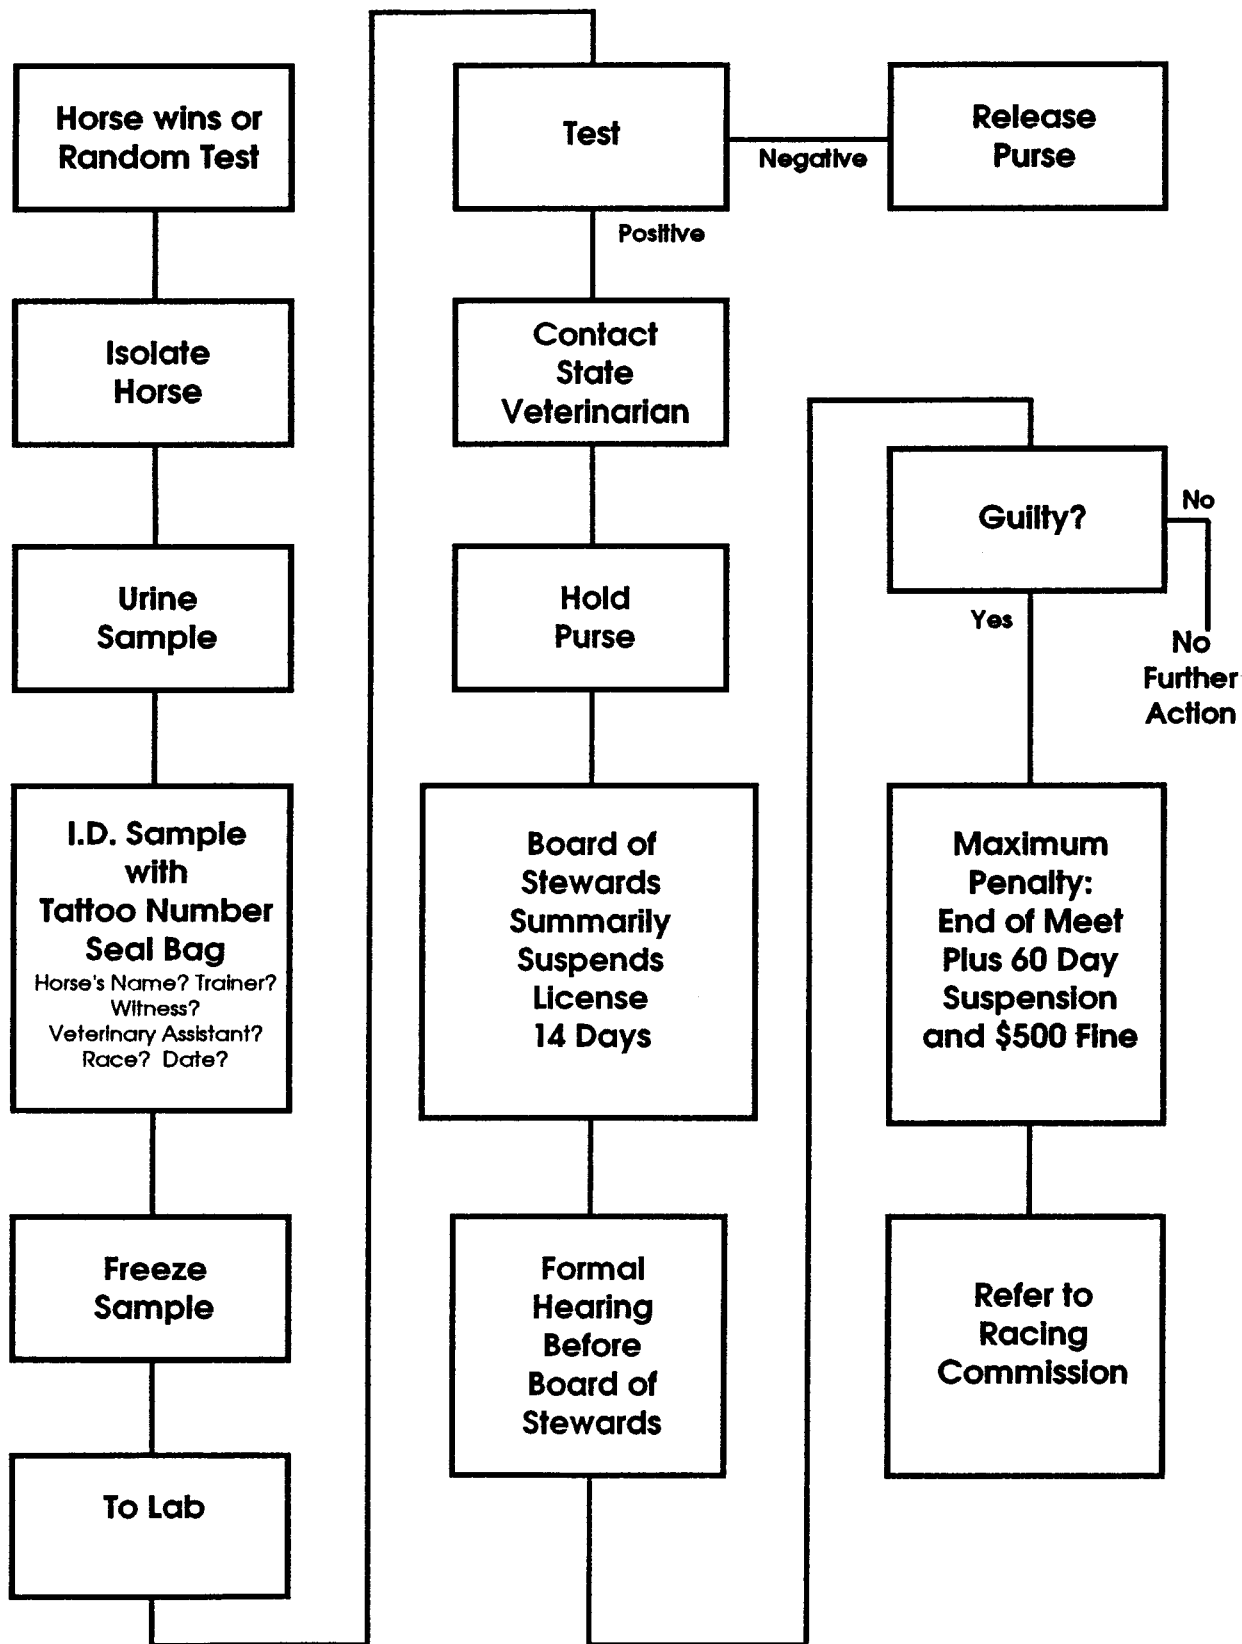 Horse wins or
Random Test
Isolate
Horse
Urine
Sample
I.D. Sample
with
Tattoo Number
Seal Bag
Horse's Name? Trainer?
Witness?
Veterinary Assistant?
Race? Date?
Freeze
Sample
To Lab
Test
Negative
Release
Purse
Positive
Contact
State
Veterinarian
Hold
Purse
Board of
Stewards
Summarily
Suspends
License
14 Days
Formal
Hearing
Before
Board of
Stewards
Guilty?
No
No
Further
Action
Yes
Maximum
Penalty:
End of Meet
Plus 60 Day
Suspension
and $500 Fine
Refer to
Racing
Commission